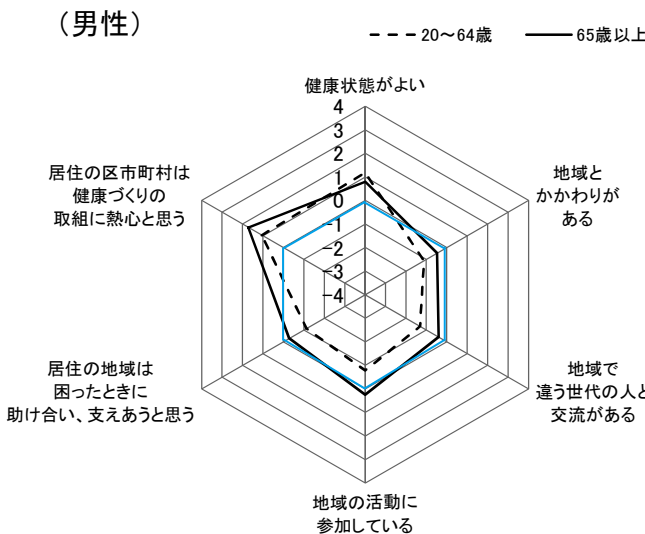 （男性）
20～64歳
65歳以上
健康状態がよい
4
3
2
1
0
-1
-2
-3
-4
地域と
かかわりが
ある
地域で
違う世代の人と
交流がある
地域の活動に
参加している
居住の地域は
困ったときに
助け合い、支えあうと思う
居住の区市町村は
健康づくりの
取組に熱心と思う